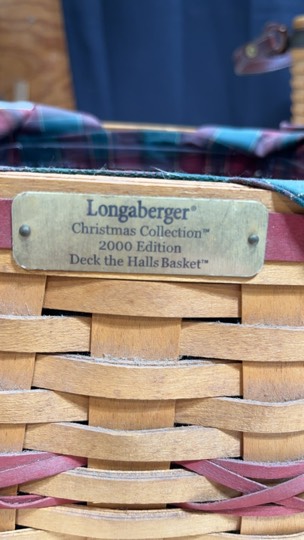 Longaberger®
Christmas Collection™
2000 Edition
Deck the Halls Basket™